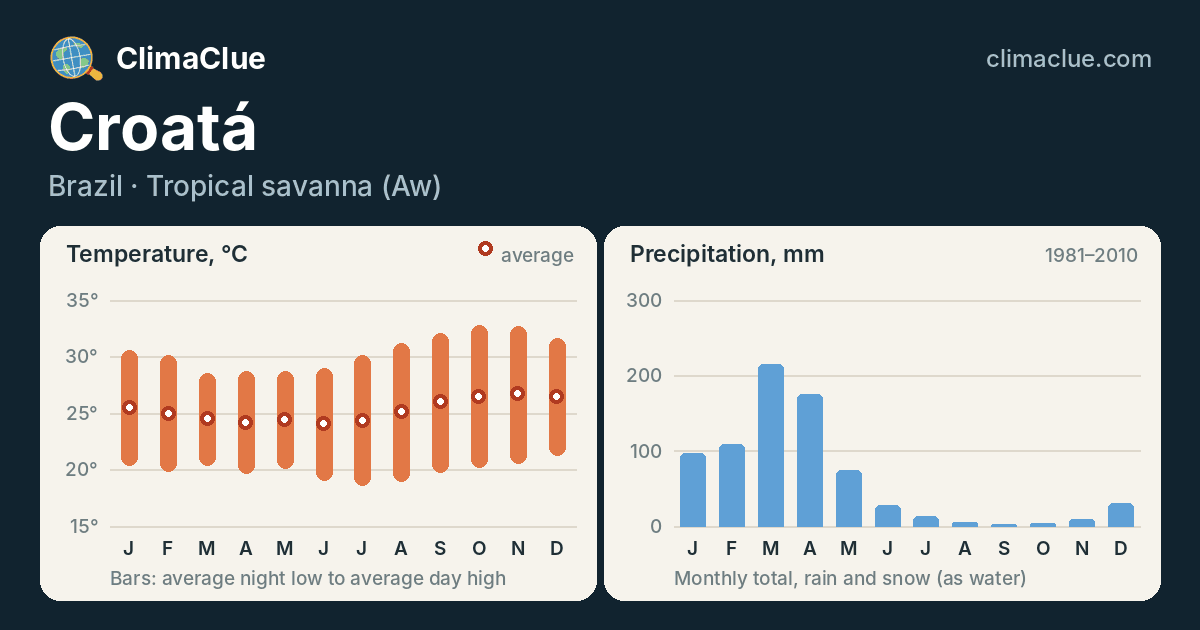 ClimaClue
climaclue.com
Croatá
Brazil · Tropical savanna (Aw)
Temperature, °C
average
35°
30°
25°
20°
15°
J F M A M J J A S O N D
Bars: average night low to average day high
Precipitation, mm
1981–2010
300
200
100
0
J F M A M J J A S O N D
Monthly total, rain and snow (as water)